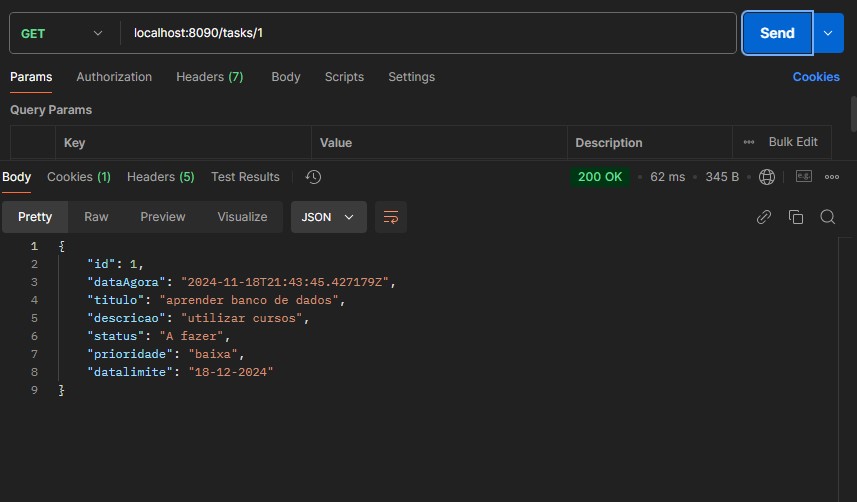 GET localhost:8090/tasks/1 Send
Params Authorization Headers (7) Body Scripts Settings Cookies
Query Params
Key Value Description ••• Bulk Edit
Body Cookies (1) Headers (5) Test Results 200 OK • 62 ms • 345 B • e.g. •••
Pretty Raw Preview Visualize JSON
1 {
2 "id": 1,
3 "dataAgora": "2024-11-18T21:43:45.427179Z",
4 "titulo": "aprender banco de dados",
5 "descricao": "utilizar cursos",
6 "status": "A fazer",
7 "prioridade": "baixa",
8 "datalimite": "18-12-2024"
9 }